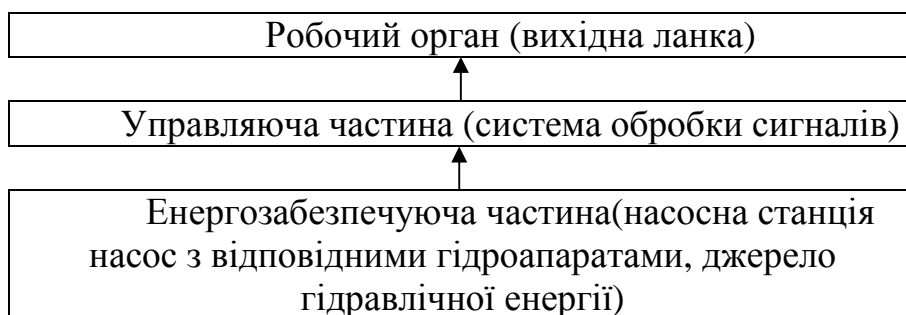 Робочий орган (вихідна ланка)
Управляюча частина (система обробки сигналів)
Енергозабезпечуюча частина(насосна станція
насос з відповідними гідроапаратами, джерело
гідравлічної енергії)